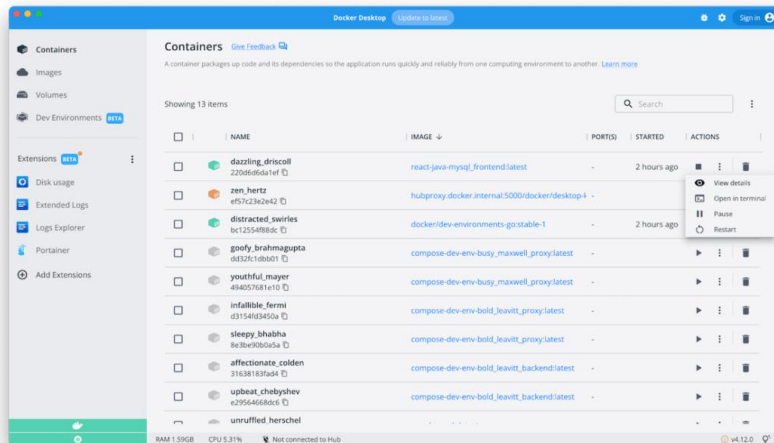 Docker Desktop Update to latest Sign in
Containers
Images
Volumes
Dev Environments BETA
Extensions BETA
Disk usage
Extended Logs
Logs Explorer
Portainer
Add Extensions
Containers Give Feedback
A container packages up code and its dependencies so the application runs quickly and reliably from one computing environment to another. Learn more
Showing 13 items
Search
NAME IMAGE PORT(S) STARTED ACTIONS
dazzling_driscoll
220d6d6da1ef react-java-mysql_frontend:latest - 2 hours ago
View details
Open in terminal
Pause
Restart
zen_hertz
ef57c23e2e42 hubproxy.docker.internal:5000/docker/desktop-k -
distracted_swirles
bc12554f88dc docker/dev-environments-go:stable-1 - 2 hours ago
goofy_brahmagupta
dd32fc1dbb01 compose-dev-env-busy_maxwell_proxy:latest -
youthful_mayer
494057681e10 compose-dev-env-busy_maxwell_proxy:latest -
infallible_fermi
d3154fd3450a compose-dev-env-bold_leavitt_proxy:latest -
sleepy_bhabha
8e3be90b0a5a compose-dev-env-bold_leavitt_proxy:latest -
affectionate_colden
31638183fad4 compose-dev-env-bold_leavitt_backend:latest -
upbeat_chebyshev
e29564668dc6 compose-dev-env-bold_leavitt_backend:latest -
unruffled_herschel
RAM 1.59GB CPU 5.31% Not connected to Hub v4.12.0